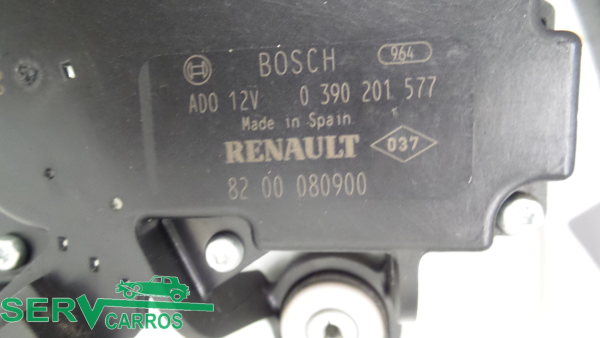 BOSCH 964
ADO 12V 0 390 201 577
Made in Spain
RENAULT 037
82 00 080900
SERV
CARROS